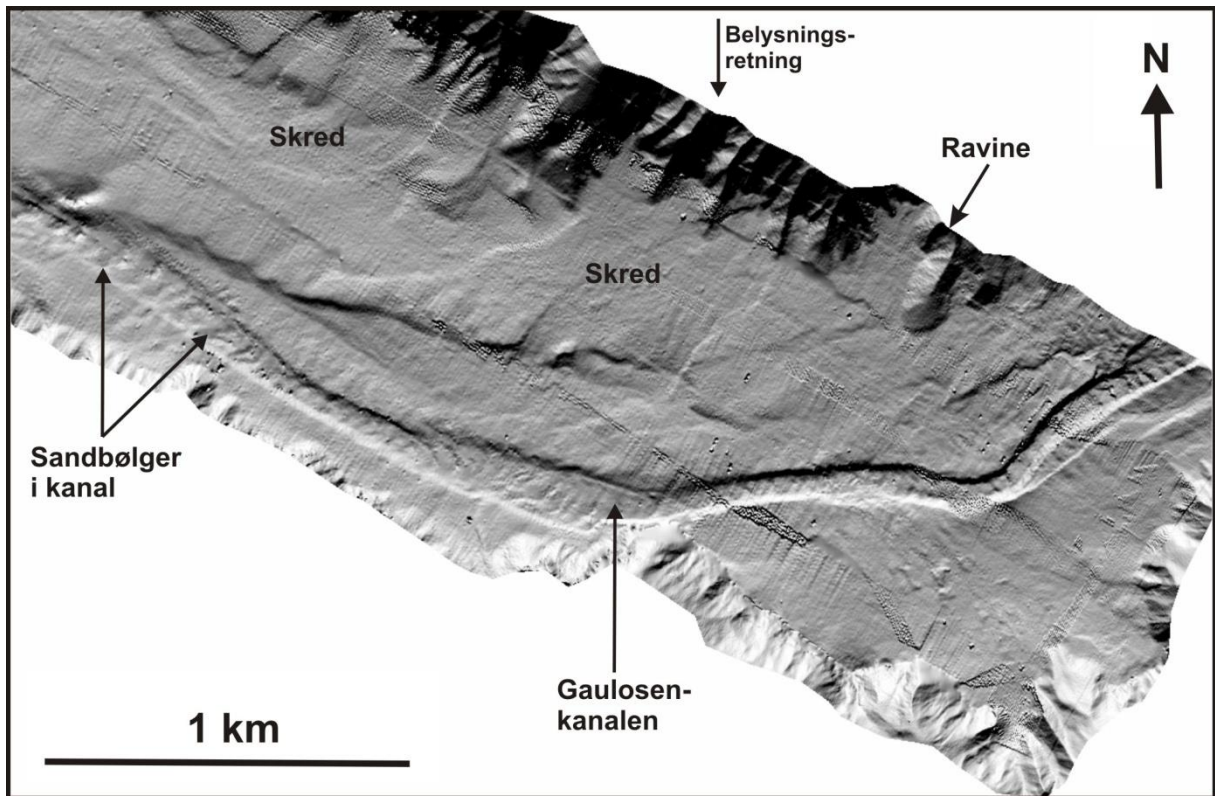 Belysnings-
retning
N
Skred
Ravine
Skred
Sandbølger
i kanal
Gaulosen-
kanalen
1 km